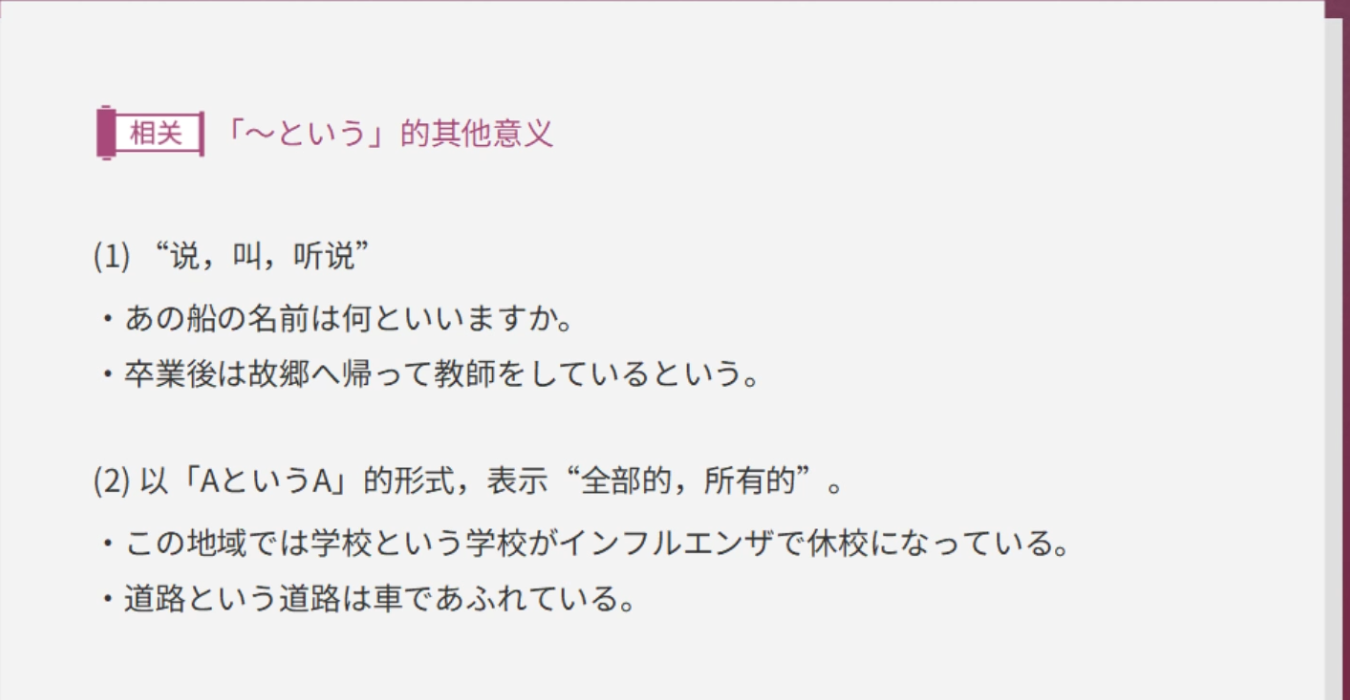 相关 「～という」的其他意义
(1) “说，叫，听说”
・あの船の名前は何といいますか。
・卒業後は故郷へ帰って教師をしているという。
(2) 以「AというA」的形式，表示“全部的，所有的”。
・この地域では学校という学校がインフルエンザで休校になっている。
・道路という道路は車であふれている。